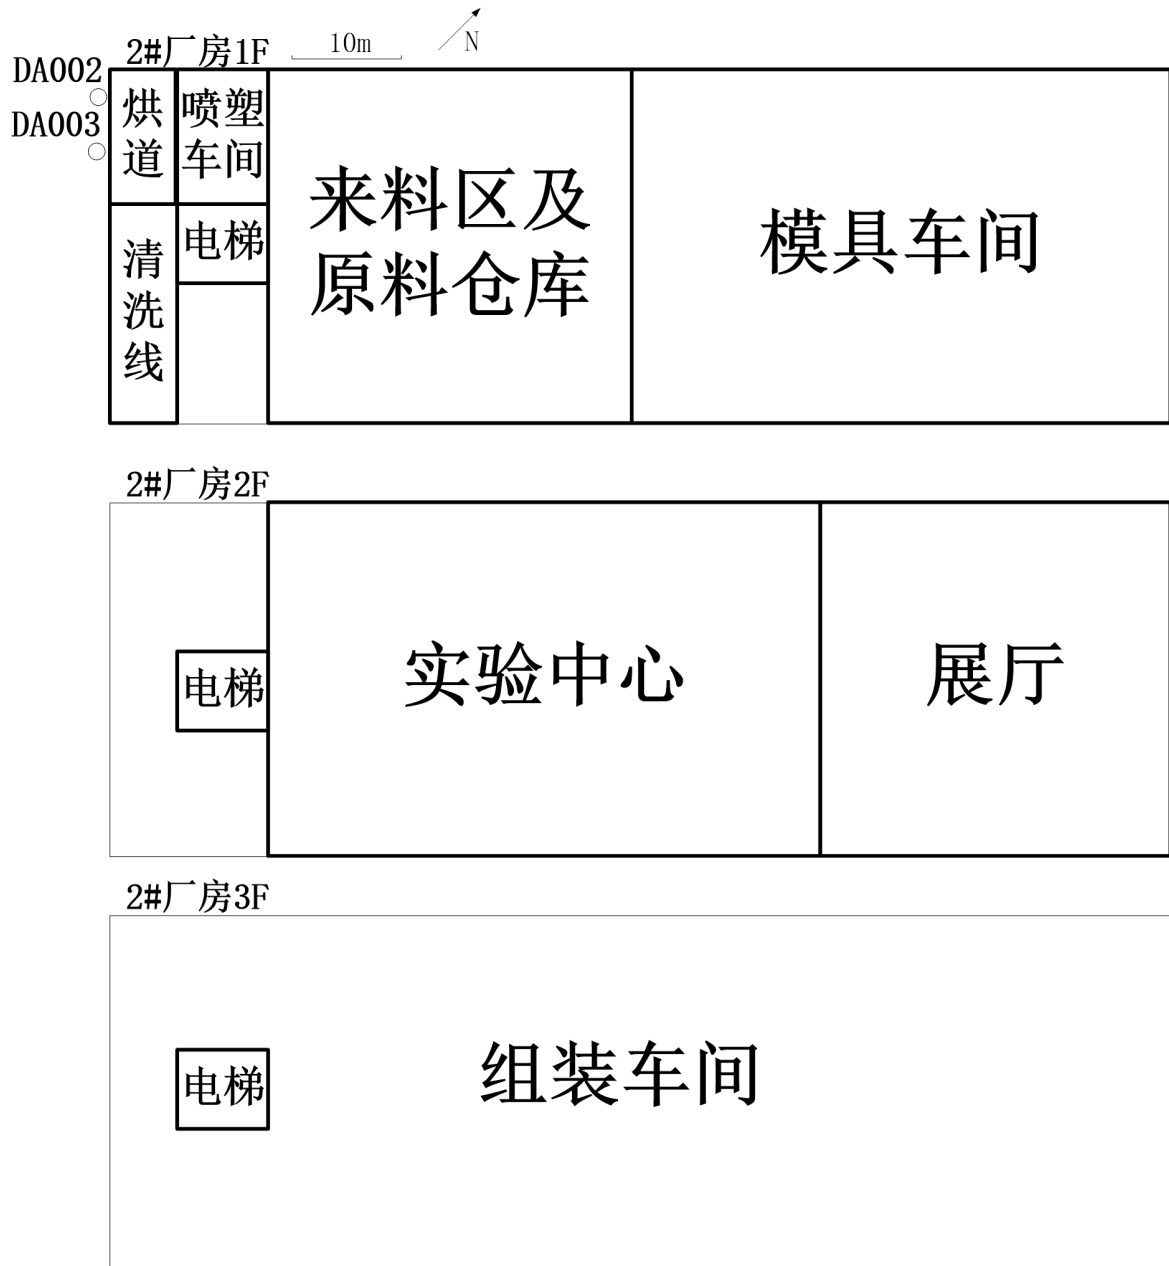 10m
N
2#厂房1F
DA002
DA003
烘道
喷塑车间
来料区及
原料仓库
模具车间
电梯
清洗线
2#厂房2F
实验中心
展厅
电梯
2#厂房3F
组装车间
电梯